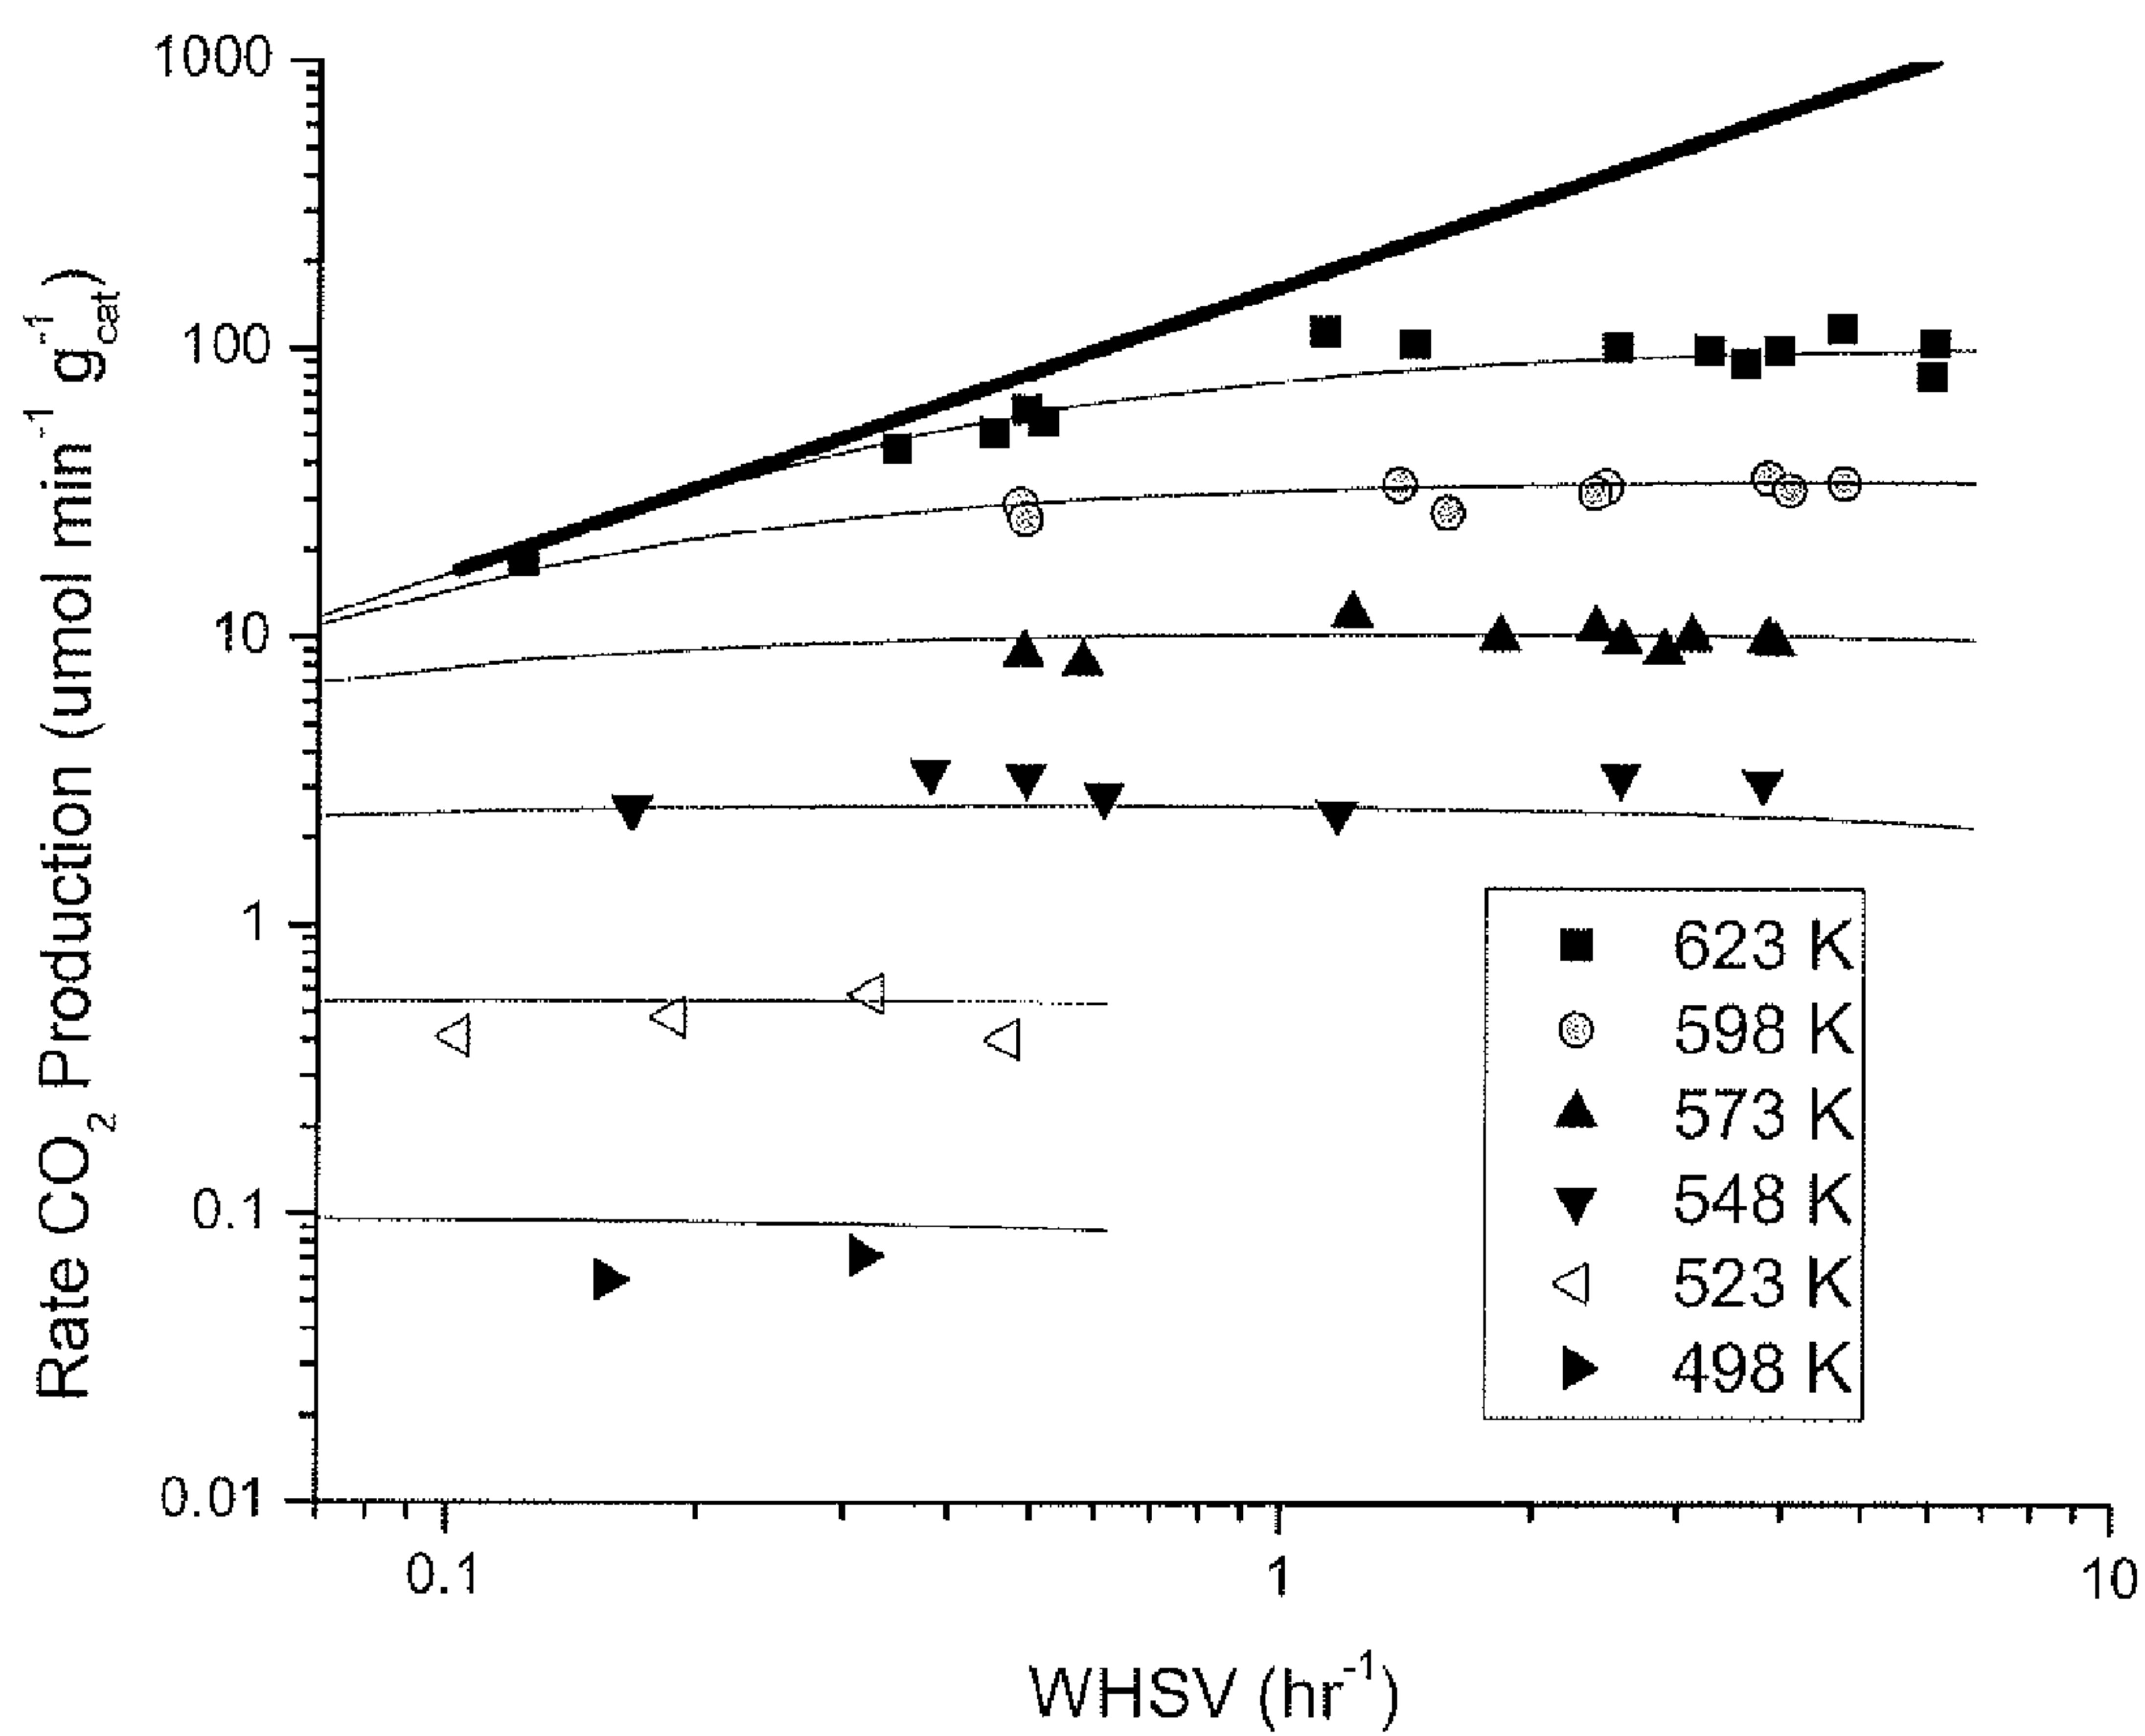 1000
100
10
1
0.1
0.01
Rate CO2 Production (umol min-1 gcat-1)
623 K
598 K
573 K
548 K
523 K
498 K
0.1
1
10
WHSV (hr-1)